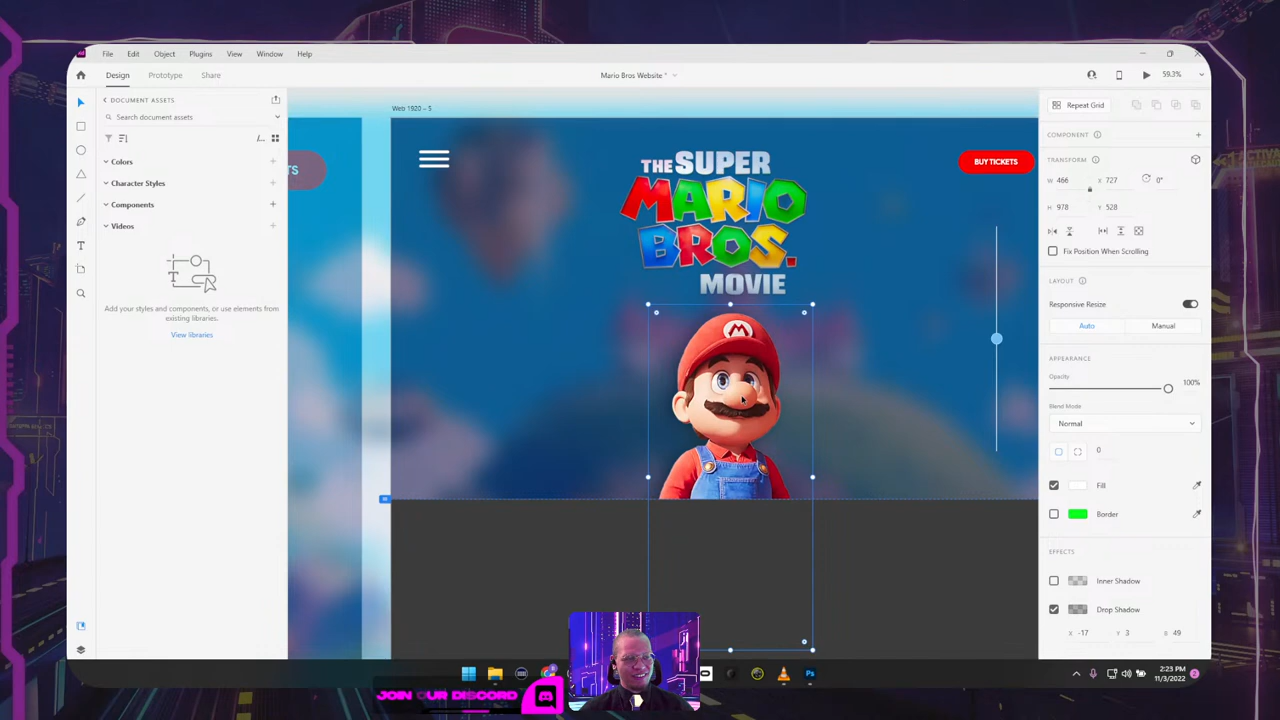 File Edit Object Plugins View Window Help
Design Prototype Share
Mario Bros Website *
59.3%
DOCUMENT ASSETS
Search document assets
Colors
Character Styles
Components
Videos
Add your styles and components, or use elements from
existing libraries.
View libraries
Web 1920 – 5
TS
THE SUPER
MARIO
BROS.
MOVIE
BUY TICKETS
M
Repeat Grid
COMPONENT
TRANSFORM
W 466 X 727 0°
H 978 Y 528
Fix Position When Scrolling
LAYOUT
Responsive Resize
Auto Manual
APPEARANCE
Opacity
100%
Blend Mode
Normal
0
Fill
Border
EFFECTS
Inner Shadow
Drop Shadow
X -17 Y 3 B 49
Ps
2:23 PM
11/3/2022
JOIN OUR DISCORD